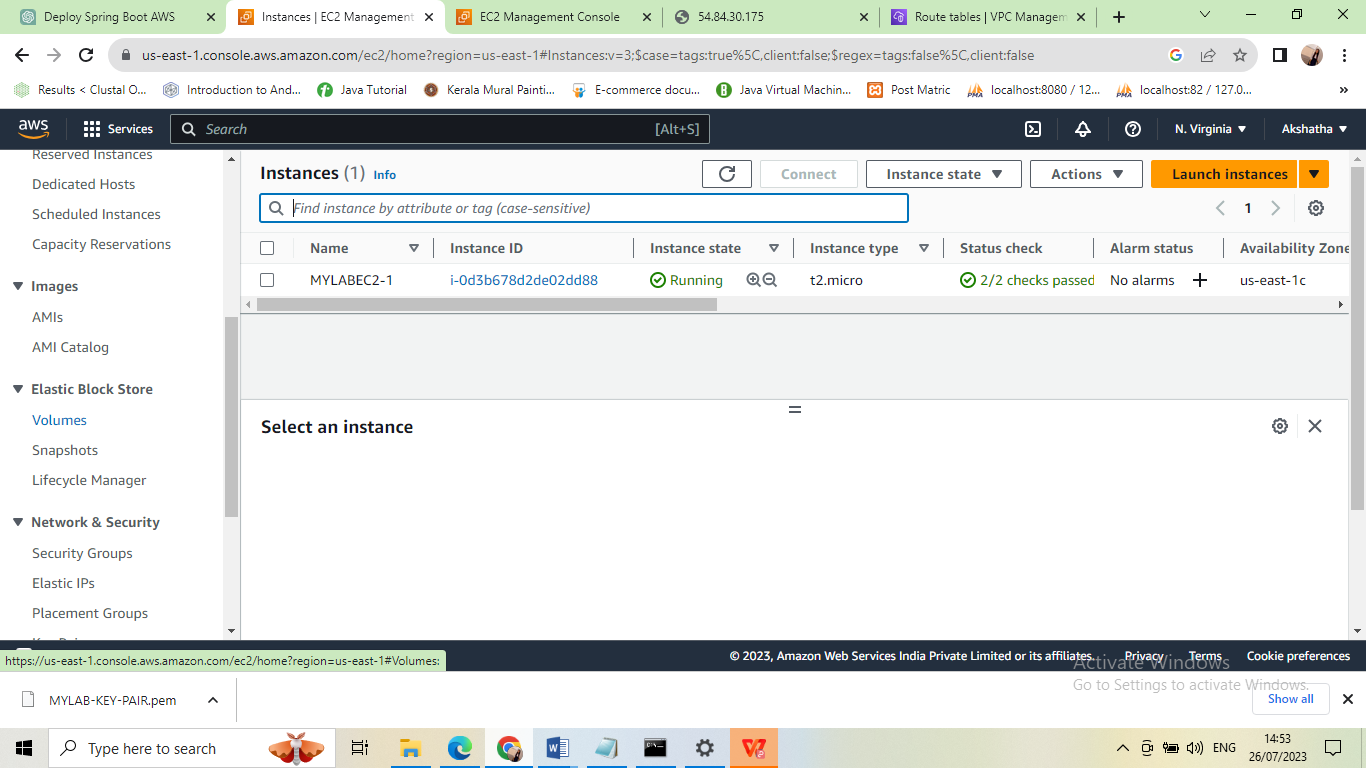 Deploy Spring Boot AWS
Instances | EC2 Management
EC2 Management Console
54.84.30.175
Route tables | VPC Managem
us-east-1.console.aws.amazon.com/ec2/home?region=us-east-1#Instances:v=3;$case=tags:true%5C,client:false;$regex=tags:false%5C,client:false
Results < Clustal O...
Introduction to And...
Java Tutorial
Kerala Mural Painti...
E-commerce docu...
Java Virtual Machin...
Post Matric
localhost:8080 / 12...
localhost:82 / 127.0...
»
aws
Services
Search
[Alt+S]
N. Virginia
Akshatha
Reserved Instances
Dedicated Hosts
Scheduled Instances
Capacity Reservations
Images
AMIs
AMI Catalog
Elastic Block Store
Volumes
Snapshots
Lifecycle Manager
Network & Security
Security Groups
Elastic IPs
Placement Groups
Instances (1) Info
Connect
Instance state
Actions
Launch instances
Find instance by attribute or tag (case-sensitive)
1
Name
Instance ID
Instance state
Instance type
Status check
Alarm status
Availability Zone
MYLABEC2-1
i-0d3b678d2de02dd88
Running
t2.micro
2/2 checks passed
No alarms
us-east-1c
Select an instance
https://us-east-1.console.aws.amazon.com/ec2/home?region=us-east-1#Volumes:
© 2023, Amazon Web Services India Private Limited or its affiliates.
Privacy
Terms
Cookie preferences
Activate Windows
Go to Settings to activate Windows.
MYLAB-KEY-PAIR.pem
Show all
Type here to search
ENG
14:53
26/07/2023